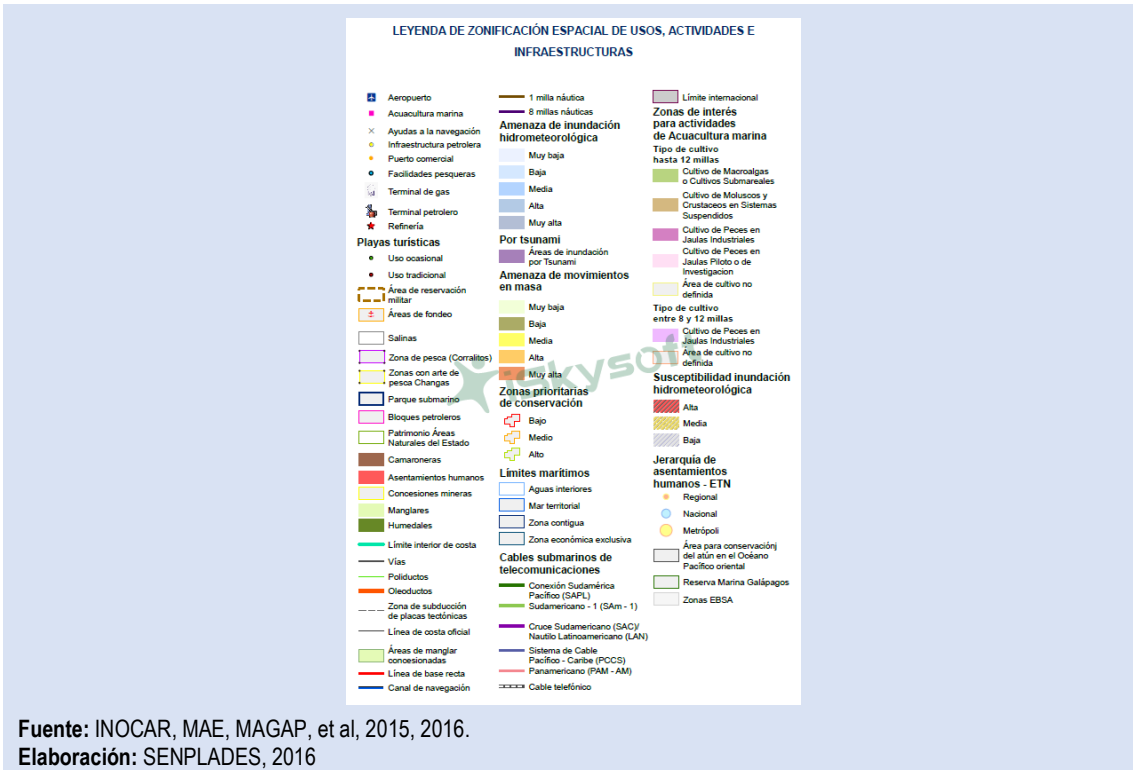 LEYENDA DE ZONIFICACIÓN ESPACIAL DE USOS, ACTIVIDADES E
INFRAESTRUCTURAS
Aeropuerto
Acuacultura marina
Ayudas a la navegación
Infraestructura petrolera
Puerto comercial
Facilidades pesqueras
Terminal de gas
Terminal petrolero
Refinería
Playas turísticas
Uso ocasional
Uso tradicional
Área de reservación
militar
Áreas de fondeo
Salinas
Zona de pesca (Corralitos)
Zonas con arte de
pesca Changas
Parque submarino
Bloques petroleros
Patrimonio Áreas
Naturales del Estado
Camaroneras
Asentamientos humanos
Concesiones mineras
Manglares
Humedales
Límite interior de costa
Vías
Poliductos
Oleoductos
Zona de subducción
de placas tectónicas
Línea de costa oficial
Áreas de manglar
concesionadas
Línea de base recta
Canal de navegación
1 milla náutica
8 millas náuticas
Amenaza de inundación
hidrometeorológica
Muy baja
Baja
Media
Alta
Muy alta
Por tsunami
Áreas de inundación
por Tsunami
Amenaza de movimientos
en masa
Muy baja
Baja
Media
Alta
Muy alta
Zonas prioritarias
de conservación
Bajo
Medio
Alto
Límites marítimos
Aguas interiores
Mar territorial
Zona contigua
Zona económica exclusiva
Cables submarinos de
telecomunicaciones
Conexión Sudamérica
Pacífico (SAPL)
Sudamericano - 1 (SAm - 1)
Cruce Sudamericano (SAC)/
Nautilo Latinoamericano (LAN)
Sistema de Cable
Pacífico - Caribe (PCCS)
Panamericano (PAM - AM)
Cable telefónico
Límite internacional
Zonas de interés
para actividades
de Acuacultura marina
Tipo de cultivo
hasta 12 millas
Cultivo de Macroalgas
o Cultivos Submareales
Cultivo de Moluscos y
Crustaceos en Sistemas
Suspendidos
Cultivo de Peces en
Jaulas Industriales
Cultivo de Peces en
Jaulas Piloto o de
Investigacion
Área de cultivo no
definida
Tipo de cultivo
entre 8 y 12 millas
Cultivo de Peces en
Jaulas Industriales
Área de cultivo no
definida
Susceptibilidad inundación
hidrometeorológica
Alta
Media
Baja
Jerarquía de
asentamientos
humanos - ETN
Regional
Nacional
Metrópoli
Área para conservaciónj
del atún en el Océano
Pacífico oriental
Reserva Marina Galápagos
Zonas EBSA
iSkysoft
Fuente: INOCAR, MAE, MAGAP, et al, 2015, 2016.
Elaboración: SENPLADES, 2016